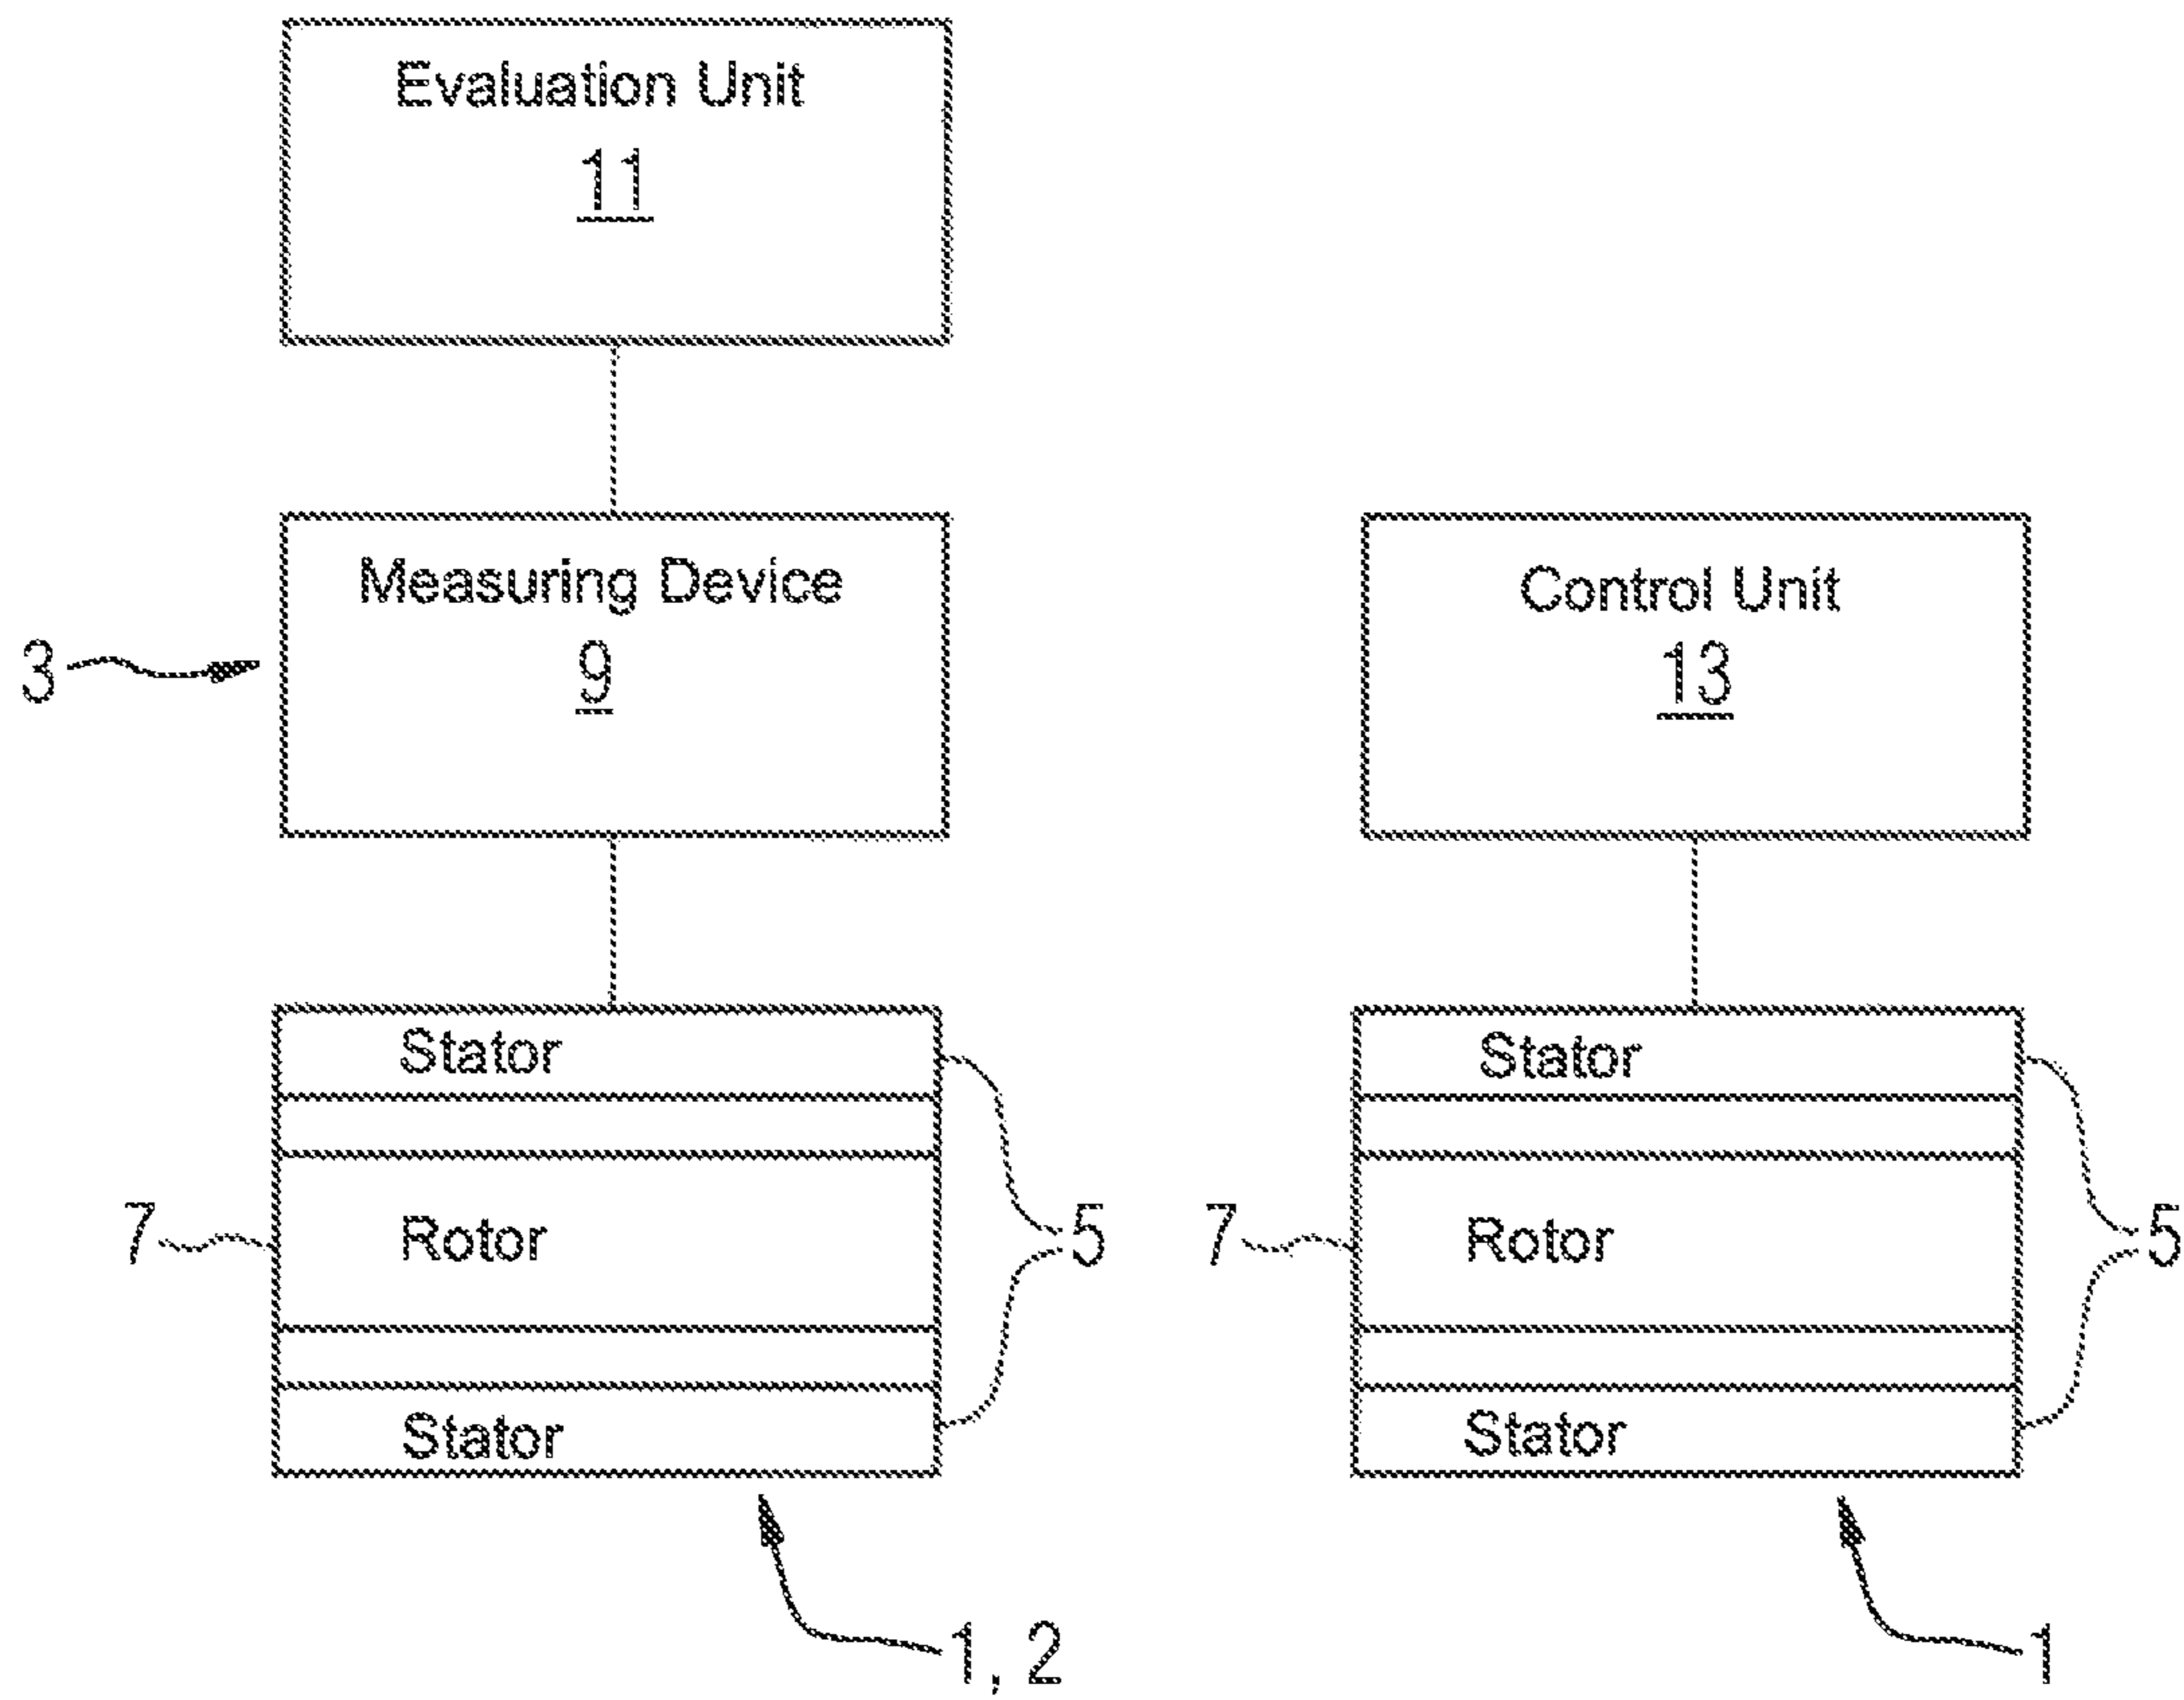 Evaluation Unit
11
Measuring Device
9
3
Control Unit
13
Stator
Rotor
Stator
7
5
1, 2
Stator
Rotor
Stator
7
5
1